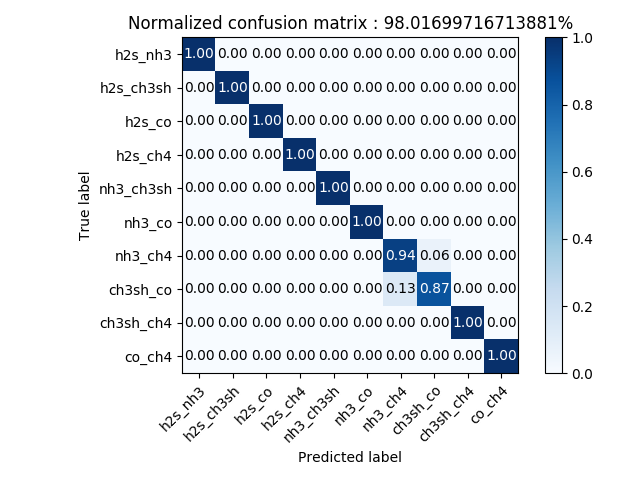 Normalized confusion matrix : 98.01699716713881%
h2s_nh3 1.00 0.00 0.00 0.00 0.00 0.00 0.00 0.00 0.00 0.00
h2s_ch3sh 0.00 1.00 0.00 0.00 0.00 0.00 0.00 0.00 0.00 0.00
h2s_co 0.00 0.00 1.00 0.00 0.00 0.00 0.00 0.00 0.00 0.00
h2s_ch4 0.00 0.00 0.00 1.00 0.00 0.00 0.00 0.00 0.00 0.00
nh3_ch3sh 0.00 0.00 0.00 0.00 1.00 0.00 0.00 0.00 0.00 0.00
nh3_co 0.00 0.00 0.00 0.00 0.00 1.00 0.00 0.00 0.00 0.00
nh3_ch4 0.00 0.00 0.00 0.00 0.00 0.00 0.94 0.06 0.00 0.00
ch3sh_co 0.00 0.00 0.00 0.00 0.00 0.00 0.13 0.87 0.00 0.00
ch3sh_ch4 0.00 0.00 0.00 0.00 0.00 0.00 0.00 0.00 1.00 0.00
co_ch4 0.00 0.00 0.00 0.00 0.00 0.00 0.00 0.00 0.00 1.00
h2s_nh3 h2s_ch3sh h2s_co h2s_ch4 nh3_ch3sh nh3_co nh3_ch4 ch3sh_co ch3sh_ch4 co_ch4
True label
Predicted label
1.0
0.8
0.6
0.4
0.2
0.0